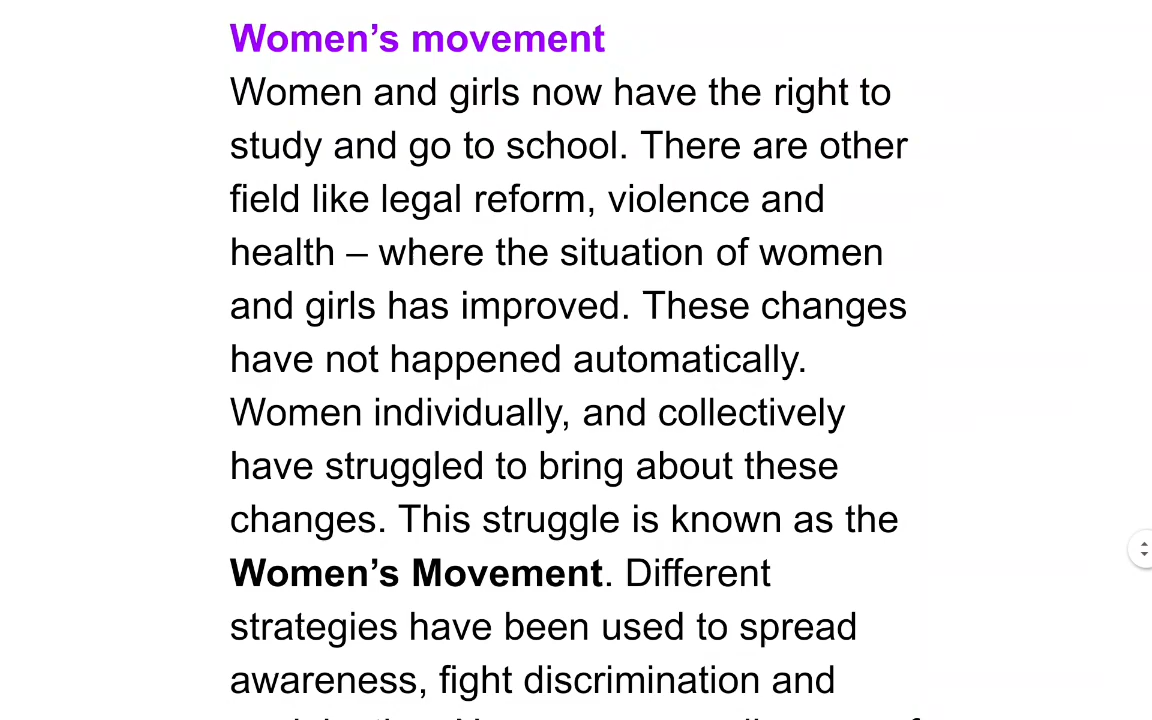 Women’s movement
Women and girls now have the right to
study and go to school. There are other
field like legal reform, violence and
health – where the situation of women
and girls has improved. These changes
have not happened automatically.
Women individually, and collectively
have struggled to bring about these
changes. This struggle is known as the
Women’s Movement. Different
strategies have been used to spread
awareness, fight discrimination and